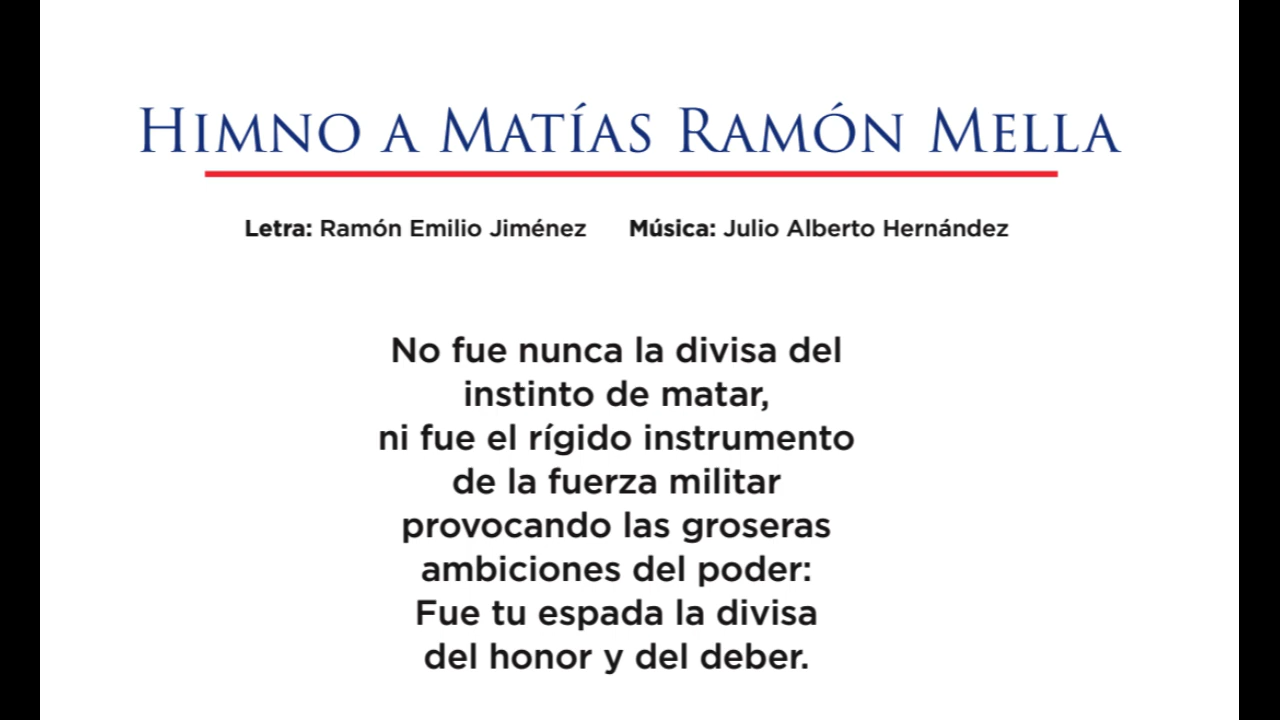 HIMNO A MATÍAS RAMÓN MELLA
Letra: Ramón Emilio Jiménez Música: Julio Alberto Hernández
No fue nunca la divisa del
instinto de matar,
ni fue el rígido instrumento
de la fuerza militar
provocando las groseras
ambiciones del poder:
Fue tu espada la divisa
del honor y del deber.